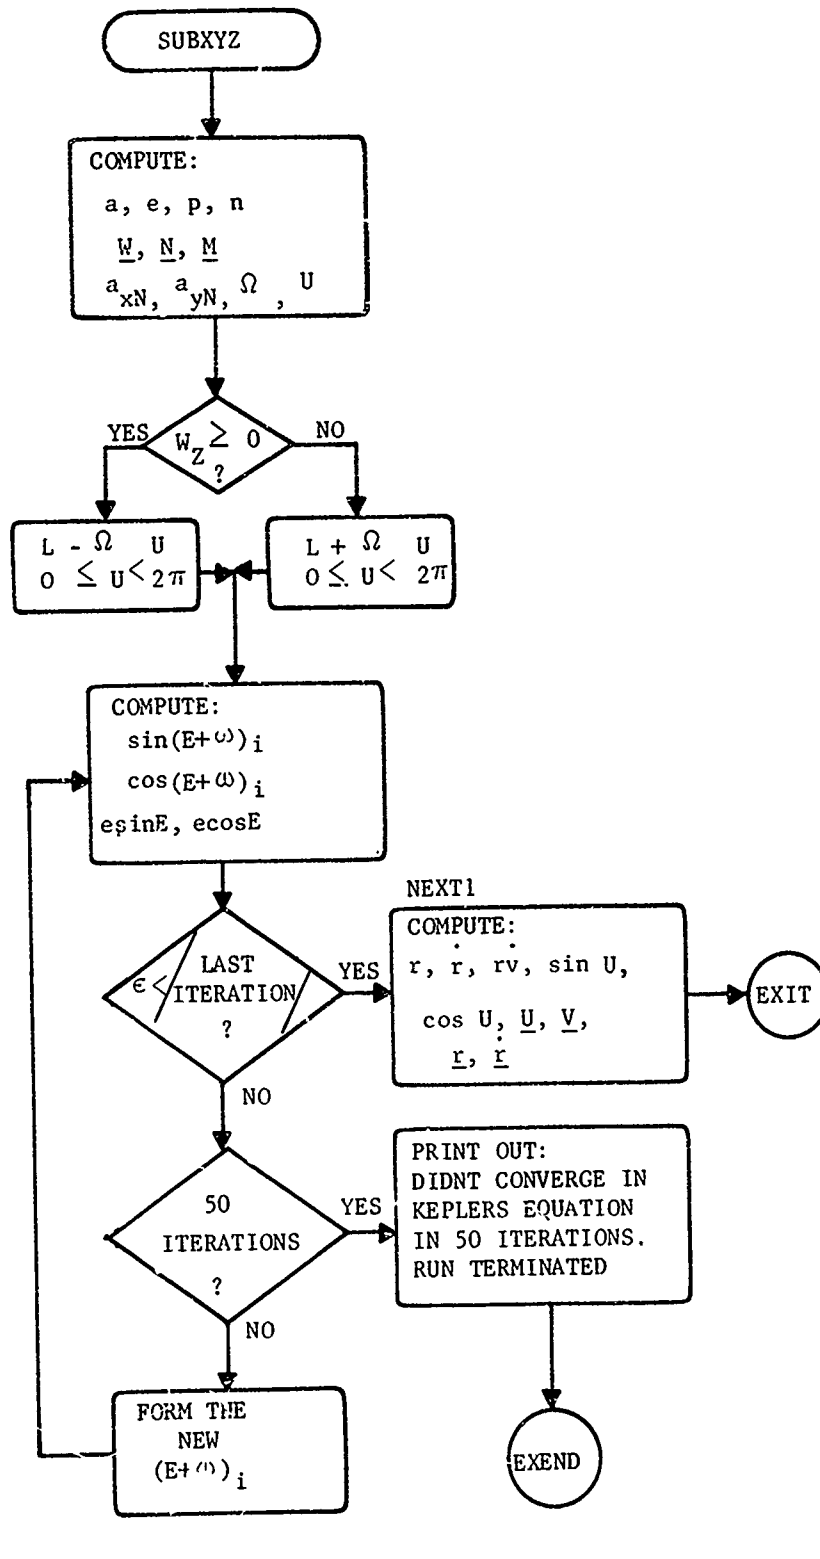 SUBXYZ
COMPUTE:
a, e, p, n
W, N, M
a_xN, a_yN, Ω , U
YES
W_Z ≥ 0
?
NO
L - Ω U
0 ≤ U < 2π
L + Ω U
0 ≤ U < 2π
COMPUTE:
sin(E+ω)_i
cos(E+ω)_i
esinE, ecosE
ϵ < / LAST
ITERATION /
?
YES
NO
NEXT1
COMPUTE:
r, ṙ, rv̇, sin U,
cos U, U, V,
r, ṙ
EXIT
50
ITERATIONS
?
YES
NO
PRINT OUT:
DIDNT CONVERGE IN
KEPLERS EQUATION
IN 50 ITERATIONS.
RUN TERMINATED
EXEND
FORM THE
NEW
(E+ω)_i